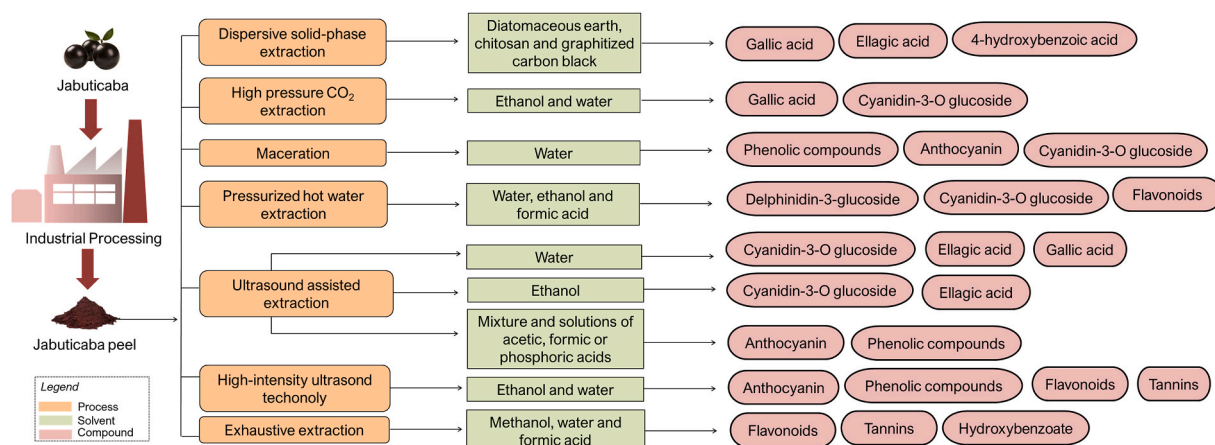 Jabuticaba
Industrial Processing
Jabuticaba peel
Legend
Process
Solvent
Compound
Dispersive solid-phase
extraction
Diatomaceous earth,
chitosan and graphitized
carbon black
Gallic acid
Ellagic acid
4-hydroxybenzoic acid
High pressure CO₂
extraction
Ethanol and water
Gallic acid
Cyanidin-3-O glucoside
Maceration
Water
Phenolic compounds
Anthocyanin
Cyanidin-3-O glucoside
Pressurized hot water
extraction
Water, ethanol and
formic acid
Delphinidin-3-glucoside
Cyanidin-3-O glucoside
Flavonoids
Ultrasound assisted
extraction
Water
Cyanidin-3-O glucoside
Ellagic acid
Gallic acid
Ethanol
Cyanidin-3-O glucoside
Ellagic acid
Mixture and solutions of
acetic, formic or
phosphoric acids
Anthocyanin
Phenolic compounds
High-intensity ultrasond
techonoly
Ethanol and water
Anthocyanin
Phenolic compounds
Flavonoids
Tannins
Exhaustive extraction
Methanol, water and
formic acid
Flavonoids
Tannins
Hydroxybenzoate